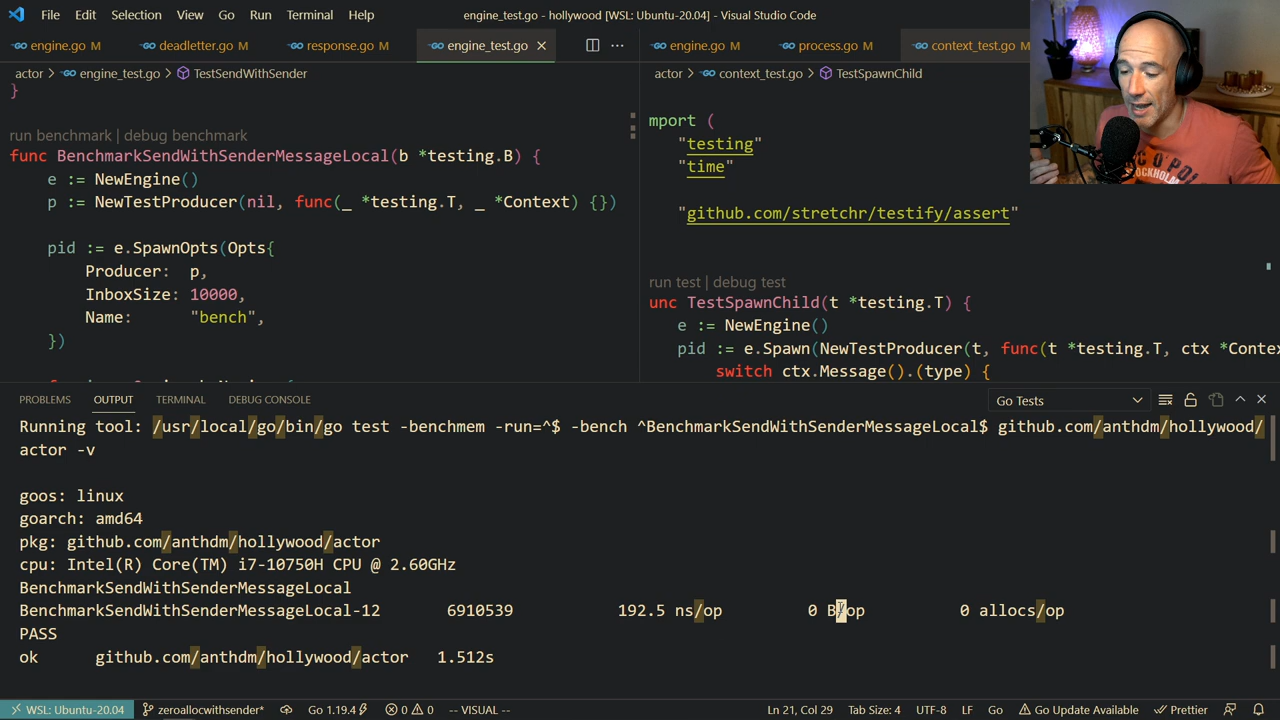 File Edit Selection View Go Run Terminal Help engine_test.go - hollywood [WSL: Ubuntu-20.04] - Visual Studio Code
engine.go M deadletter.go M response.go M engine_test.go
actor > engine_test.go > TestSendWithSender
}
run benchmark | debug benchmark
func BenchmarkSendWithSenderMessageLocal(b *testing.B) {
e := NewEngine()
p := NewTestProducer(nil, func(_ *testing.T, _ *Context) {})
pid := e.SpawnOpts(Opts{
Producer: p,
InboxSize: 10000,
Name: "bench",
})
engine.go M process.go M context_test.go M
actor > context_test.go > TestSpawnChild
mport (
"testing"
"time"
"github.com/stretchr/testify/assert"
run test | debug test
unc TestSpawnChild(t *testing.T) {
e := NewEngine()
pid := e.Spawn(NewTestProducer(t, func(t *testing.T, ctx *Conte
switch ctx.Message().(type) {
PROBLEMS OUTPUT TERMINAL DEBUG CONSOLE Go Tests
Running tool: /usr/local/go/bin/go test -benchmem -run=^$ -bench ^BenchmarkSendWithSenderMessageLocal$ github.com/anthdm/hollywood/
actor -v
goos: linux
goarch: amd64
pkg: github.com/anthdm/hollywood/actor
cpu: Intel(R) Core(TM) i7-10750H CPU @ 2.60GHz
BenchmarkSendWithSenderMessageLocal
BenchmarkSendWithSenderMessageLocal-12 6910539 192.5 ns/op 0 B/op 0 allocs/op
PASS
ok github.com/anthdm/hollywood/actor 1.512s
WSL: Ubuntu-20.04 zeroallocwithsender* Go 1.19.4 0 0 -- VISUAL -- Ln 21, Col 29 Tab Size: 4 UTF-8 LF Go Go Update Available Prettier